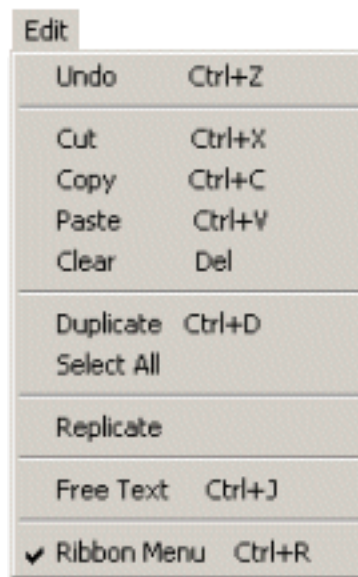 Edit
Undo Ctrl+Z
Cut Ctrl+X
Copy Ctrl+C
Paste Ctrl+V
Clear Del
Duplicate Ctrl+D
Select All
Replicate
Free Text Ctrl+J
Ribbon Menu Ctrl+R